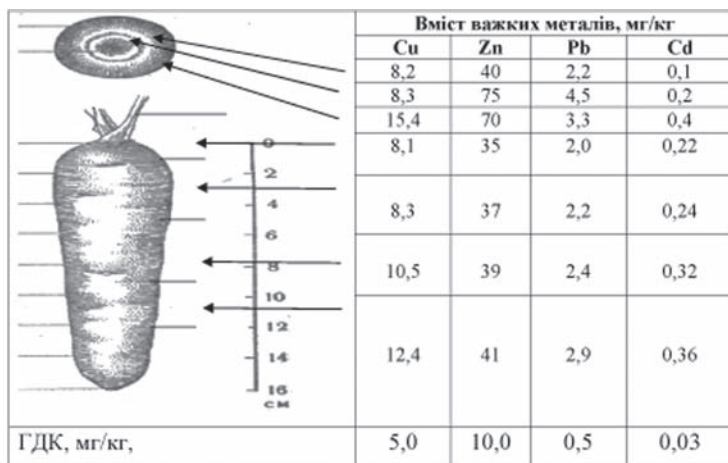 Вміст важких металів, мг/кг
Cu Zn Pb Cd
8,2 40 2,2 0,1
8,3 75 4,5 0,2
15,4 70 3,3 0,4
8,1 35 2,0 0,22
8,3 37 2,2 0,24
10,5 39 2,4 0,32
12,4 41 2,9 0,36
0
2
4
6
8
10
12
14
16
см
ГДК, мг/кг, 5,0 10,0 0,5 0,03